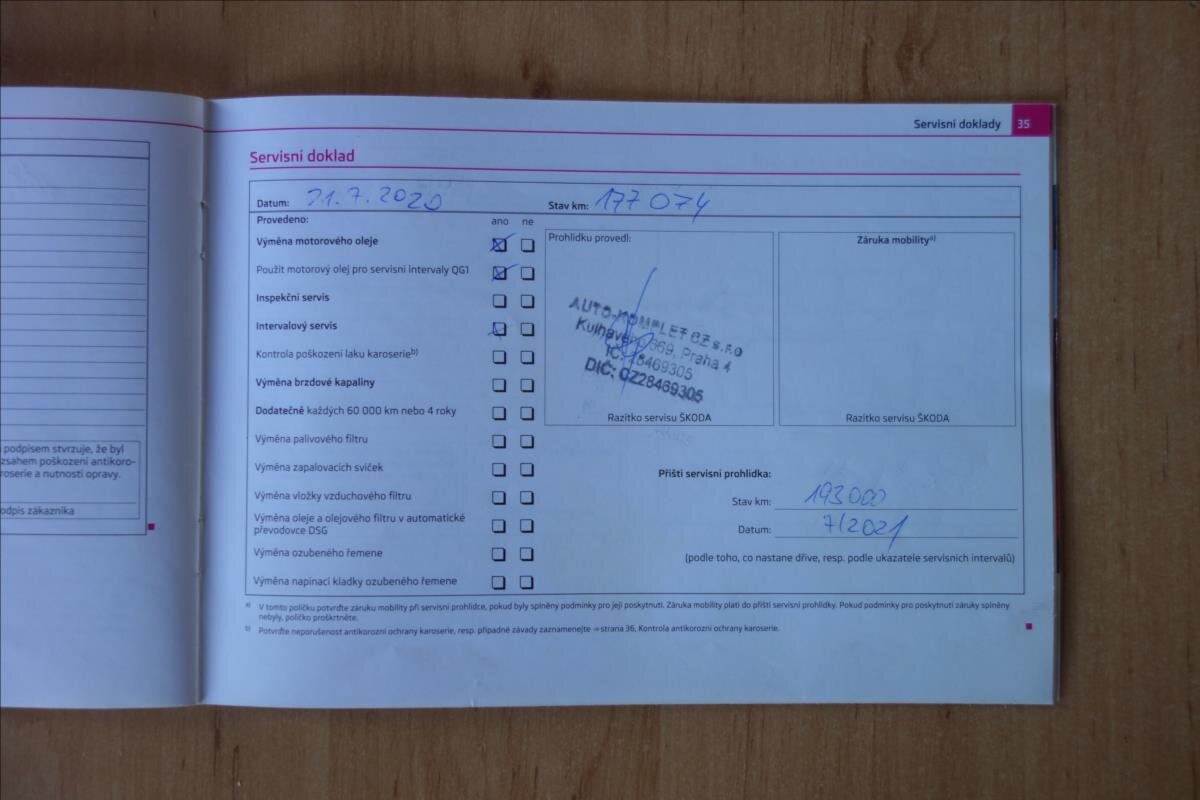 Servisní doklady 35
Servisní doklad
Datum: 21.7.2020 Stav km: 177 074
Provedeno: ano ne
Výměna motorového oleje
Použit motorový olej pro servisní intervaly QG1
Inspekční servis
Intervalový servis
Kontrola poškození laku karoserie b)
Výměna brzdové kapaliny
Dodatečně každých 60 000 km nebo 4 roky
Výměna palivového filtru
Výměna zapalovacích svíček
Výměna vložky vzduchového filtru
Výměna oleje a olejového filtru v automatické
převodovce DSG
Výměna ozubeného řemene
Výměna napínací kladky ozubeného řemene
Prohlídku provedl:
AUTO-KOMPLET CZ s.r.o
Kulhavého 369, Praha 4
IČ: 28469305
DIČ: CZ28469305
Razítko servisu ŠKODA
Záruka mobility a)
Razítko servisu ŠKODA
Příští servisní prohlídka:
Stav km: 193000
Datum: 7/2021
(podle toho, co nastane dříve, resp. podle ukazatele servisních intervalů)
a) V tomto políčku potvrďte záruku mobility při servisní prohlídce, pokud byly splněny podmínky pro její poskytnutí. Záruka mobility platí do příští servisní prohlídky. Pokud podmínky pro poskytnutí záruky splněny
nebyly, políčko proškrtněte.
b) Potvrďte neporušenost antikorozní ochrany karoserie, resp. případné závady zaznamenejte ⇒ strana 36, Kontrola antikorozní ochrany karoserie.
podpisem stvrzuje, že byl
zsahem poškození antikoro-
roserie a nutností opravy.
odpis zákazníka